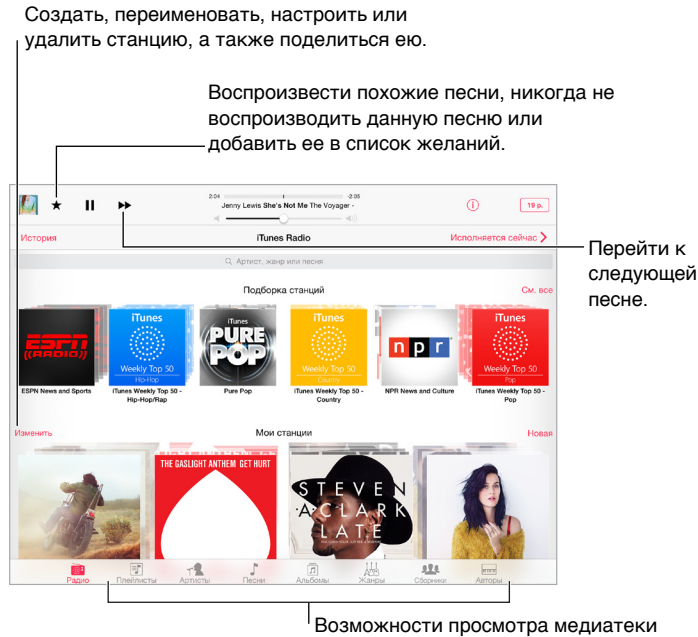 Создать, переименовать, настроить или
удалить станцию, а также поделиться ею.
Воспроизвести похожие песни, никогда не
воспроизводить данную песню или
добавить ее в список желаний.
2:04
-2:05
Jenny Lewis She's Not Me The Voyager -
19 р.
История
iTunes Radio
Исполняется сейчас
Перейти к
следующей
песне.
Артист, жанр или песня
Подборка станций
См. все
ESPN
((RADIO))
iTunes
Weekly Top 50
Hip-Hop
iTunes
PURE
POP
iTunes
Weekly Top 50
Country
npr
iTunes
Weekly Top 50
Pop
ESPN News and Sports
iTunes Weekly Top 50 -
Hip-Hop/Rap
Pure Pop
iTunes Weekly Top 50 -
Country
NPR News and Culture
iTunes Weekly Top 50 -
Pop
Изменить
Мои станции
Новая
THE GASLIGHT ANTHEM GET HURT
STEVEN
A CLARK
LATE
Радио
Плейлисты
Артисты
Песни
Альбомы
Жанры
Сборники
Авторы
Возможности просмотра медиатеки